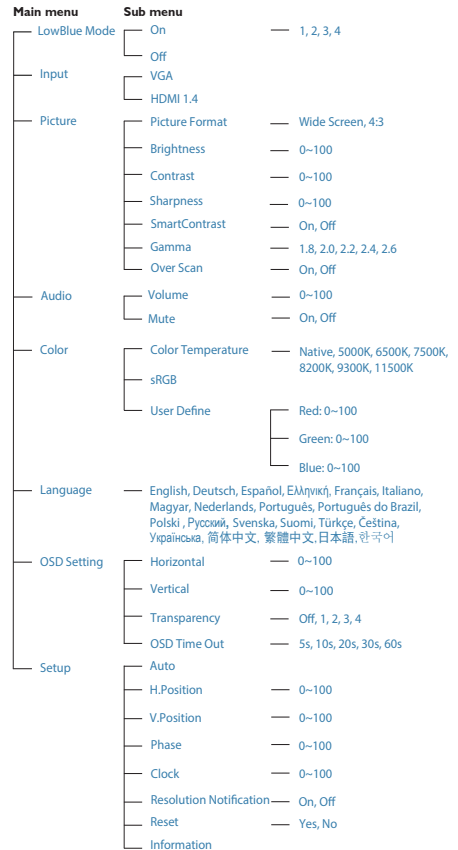 Main menu Sub menu
LowBlue Mode On 1, 2, 3, 4
Off
Input VGA
HDMI 1.4
Picture Picture Format Wide Screen, 4:3
Brightness 0~100
Contrast 0~100
Sharpness 0~100
SmartContrast On, Off
Gamma 1.8, 2.0, 2.2, 2.4, 2.6
Over Scan On, Off
Audio Volume 0~100
Mute On, Off
Color Color Temperature Native, 5000K, 6500K, 7500K,
8200K, 9300K, 11500K
sRGB
User Define Red: 0~100
Green: 0~100
Blue: 0~100
Language English, Deutsch, Español, Ελληνική, Français, Italiano,
Magyar, Nederlands, Português, Português do Brazil,
Polski , Русский, Svenska, Suomi, Türkçe, Čeština,
Українська, 简体中文, 繁體中文,日本語,한국어
OSD Setting Horizontal 0~100
Vertical 0~100
Transparency Off, 1, 2, 3, 4
OSD Time Out 5s, 10s, 20s, 30s, 60s
Setup Auto
H.Position 0~100
V.Position 0~100
Phase 0~100
Clock 0~100
Resolution Notification On, Off
Reset Yes, No
Information